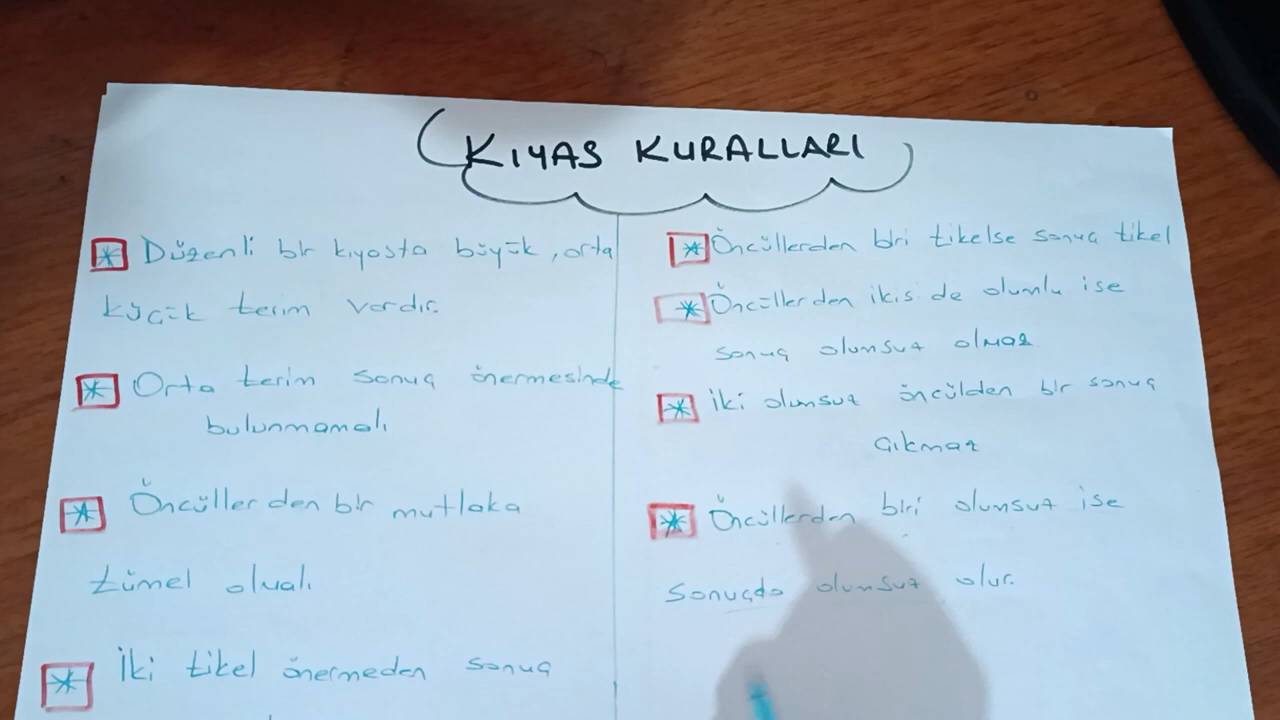 KIYAS KURALLARI
Düzenli bir kıyasta büyük, orta
küçük terim vardır.
Orta terim sonuç önermesinde
bulunmamalı
Öncüllerden bir mutlaka
tümel olmalı
İki tikel önermeden sonuç
Öncüllerden biri tikelse sonuç tikel
Öncüllerden ikis de olumlu ise
sonuç olumsuz olmaz
İki olumsuz öncülden bir sonuç
çıkmaz
Öncüllerden biri olumsuz ise
sonuçda olumsuz olur.